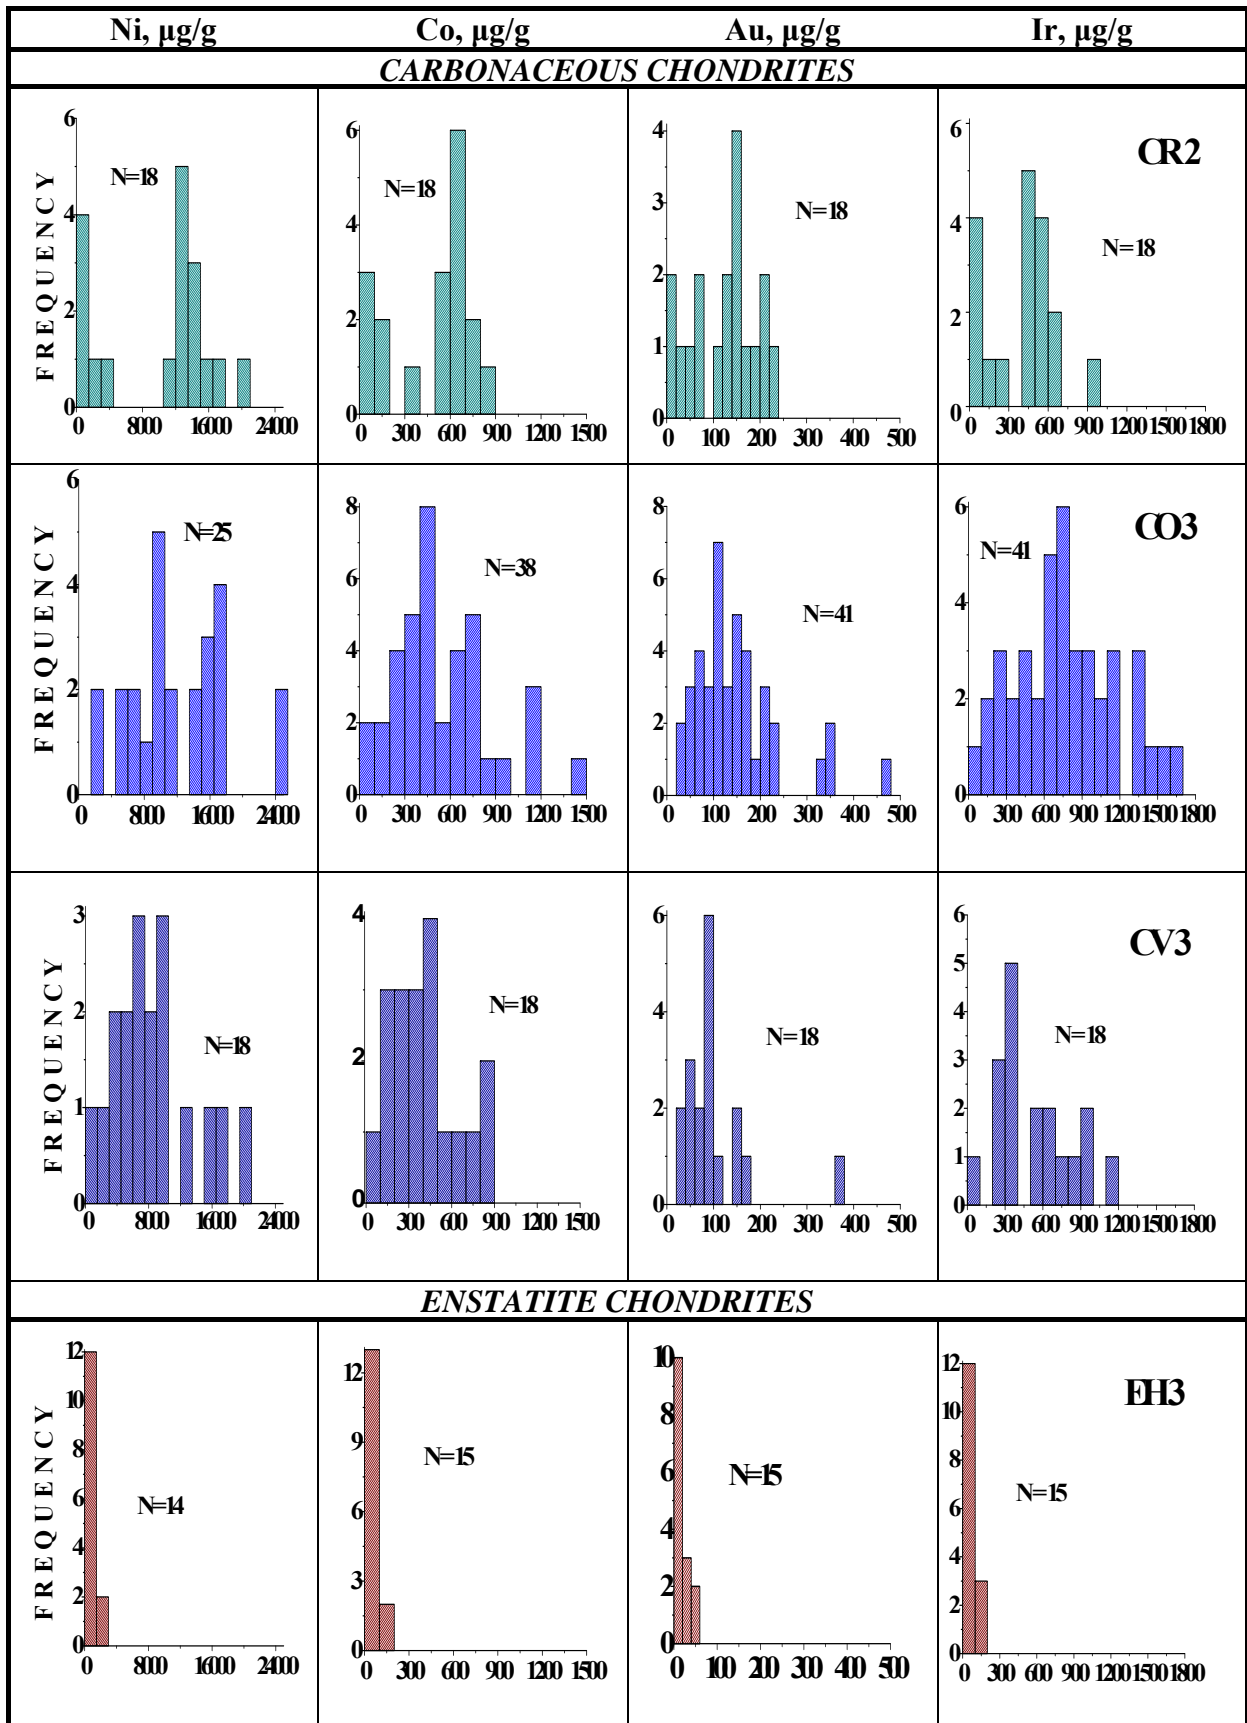 Ni, µg/g Co, µg/g Au, µg/g Ir, µg/g
CARBONACEOUS CHONDRITES
FREQUENCY
6
4
2
0
0 8000 16000 24000
N=18
6
4
2
0
0 300 600 900 1200 1500
N=18
4
3
2
1
0
0 100 200 300 400 500
N=18
6
4
2
0
0 300 600 900 1200 1500 1800
CR2
N=18
FREQUENCY
6
4
2
0
0 8000 16000 24000
N=25
8
6
4
2
0
0 300 600 900 1200 1500
N=38
8
6
4
2
0
0 100 200 300 400 500
N=41
6
4
2
0
0 300 600 900 1200 1500 1800
CO3
N=41
FREQUENCY
3
2
1
0
0 8000 16000 24000
N=18
4
2
0
0 300 600 900 1200 1500
N=18
6
4
2
0
0 100 200 300 400 500
N=18
6
5
4
3
2
1
0
0 300 600 900 1200 1500 1800
CV3
N=18
ENSTATITE CHONDRITES
FREQUENCY
12
10
8
6
4
2
0
0 8000 16000 24000
N=14
12
9
6
3
0
0 300 600 900 1200 1500
N=15
10
8
6
4
2
0
0 100 200 300 400 500
N=15
12
10
8
6
4
2
0
0 300 600 900 1200 1500 1800
EH3
N=15